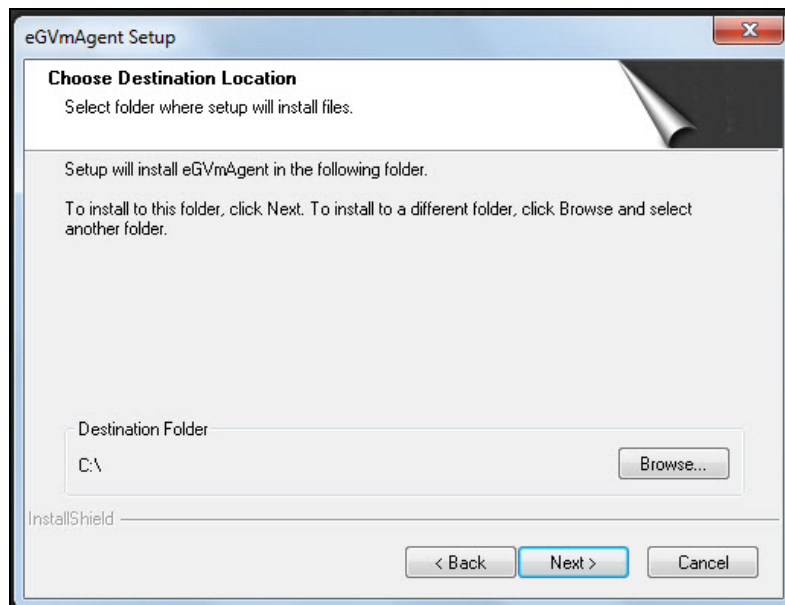 eGVmAgent Setup
Choose Destination Location
Select folder where setup will install files.
Setup will install eGVmAgent in the following folder.
To install to this folder, click Next. To install to a different folder, click Browse and select
another folder.
Destination Folder
C:\
Browse...
InstallShield
< Back
Next >
Cancel